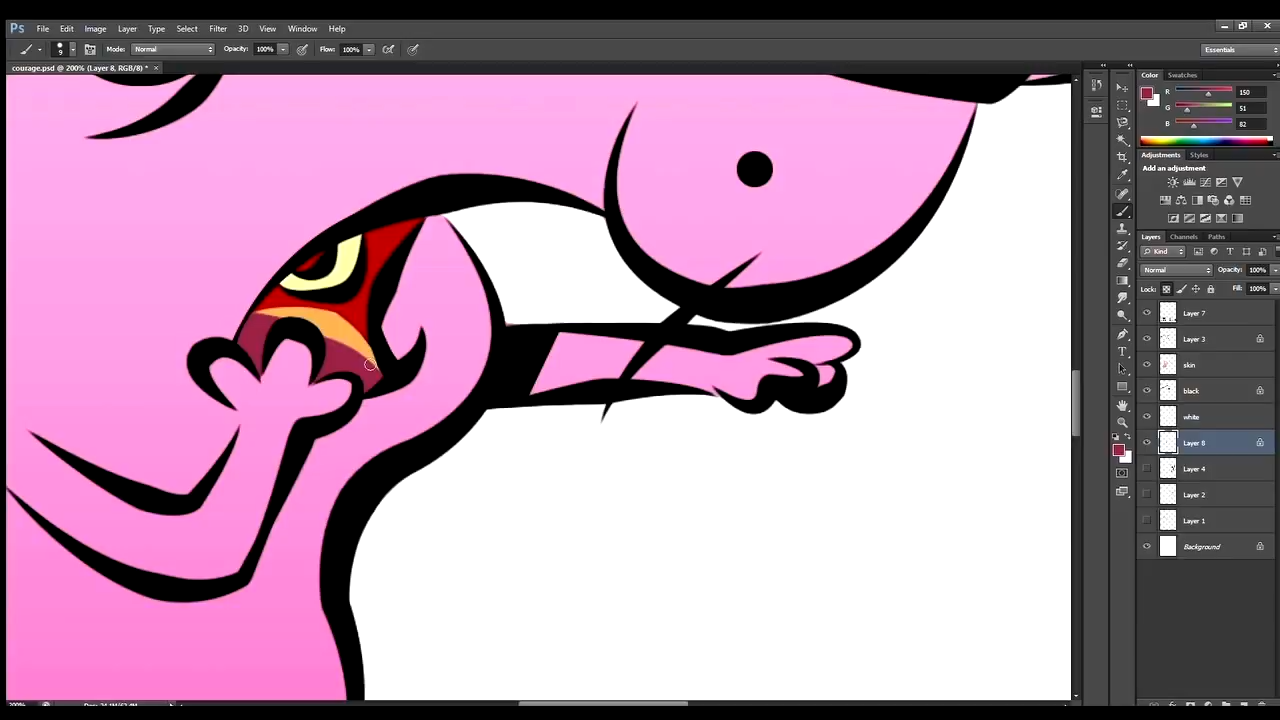 Ps File Edit Image Layer Type Select Filter 3D View Window Help
9 Mode: Normal Opacity: 100% Flow: 100% Essentials
courage.psd @ 200% (Layer 8, RGB/8) * ×
Color Swatches
R 150
G 51
B 82
Adjustments Styles
Add an adjustment
Layers Channels Paths
Kind
Normal Opacity: 100%
Lock: Fill: 100%
Layer 7
Layer 3
skin
black
white
Layer 8
Layer 4
Layer 2
Layer 1
Background
200%